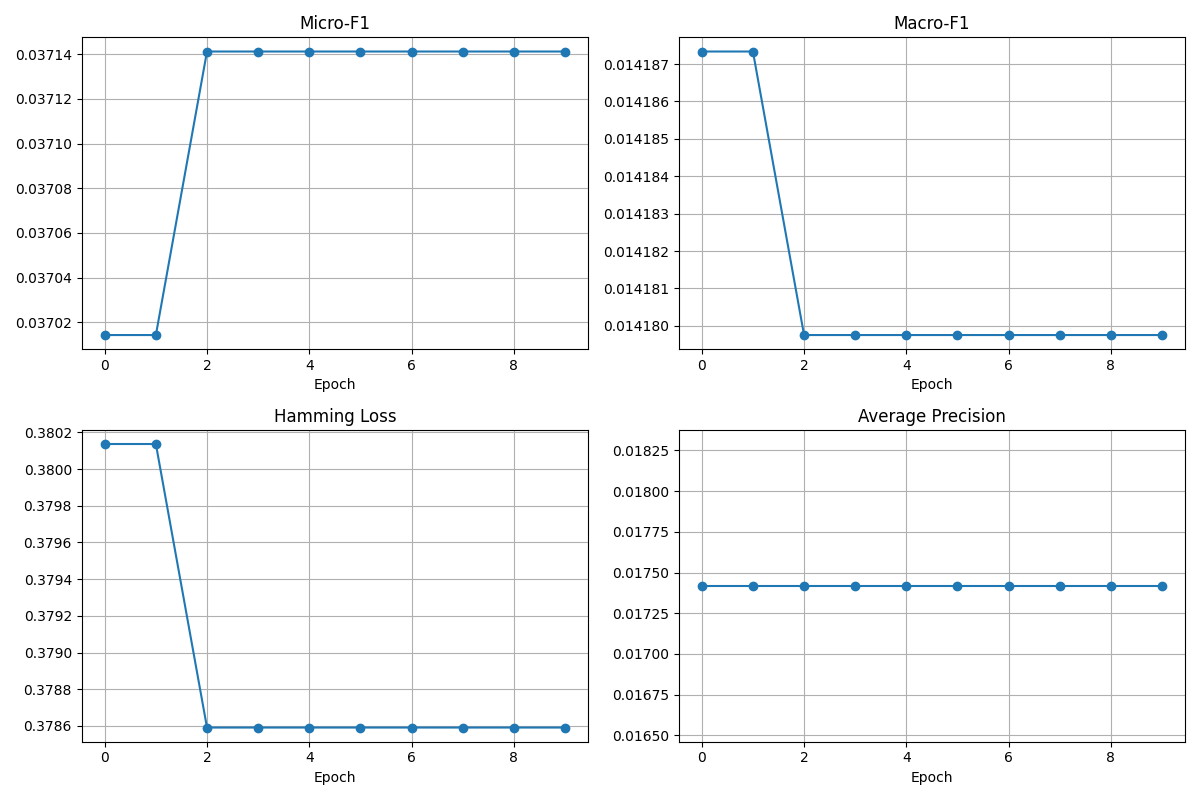 Micro-F1
0.03714
0.03712
0.03710
0.03708
0.03706
0.03704
0.03702
0 2 4 6 8
Epoch
Macro-F1
0.014187
0.014186
0.014185
0.014184
0.014183
0.014182
0.014181
0.014180
0 2 4 6 8
Epoch
Hamming Loss
0.3802
0.3800
0.3798
0.3796
0.3794
0.3792
0.3790
0.3788
0.3786
0 2 4 6 8
Epoch
Average Precision
0.01825
0.01800
0.01775
0.01750
0.01725
0.01700
0.01675
0.01650
0 2 4 6 8
Epoch